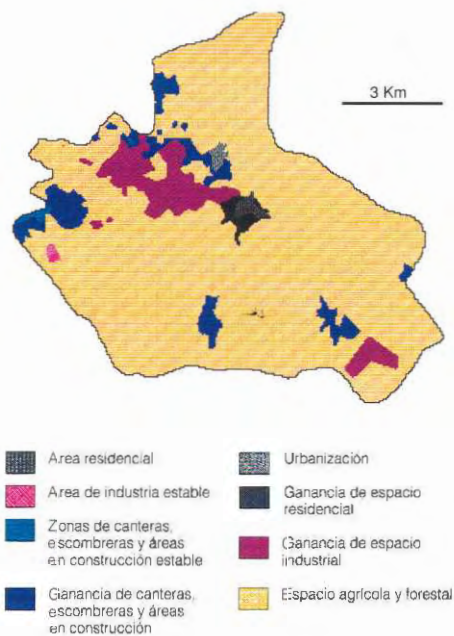 3 Km
Area residencial
Area de industria estable
Zonas de canteras,
escombreras y áreas
en construcción estable
Ganancia de canteras,
escombreras y áreas
en construcción
Urbanización
Ganancia de espacio
residencial
Ganancia de espacio
industrial
Espacio agrícola y forestal